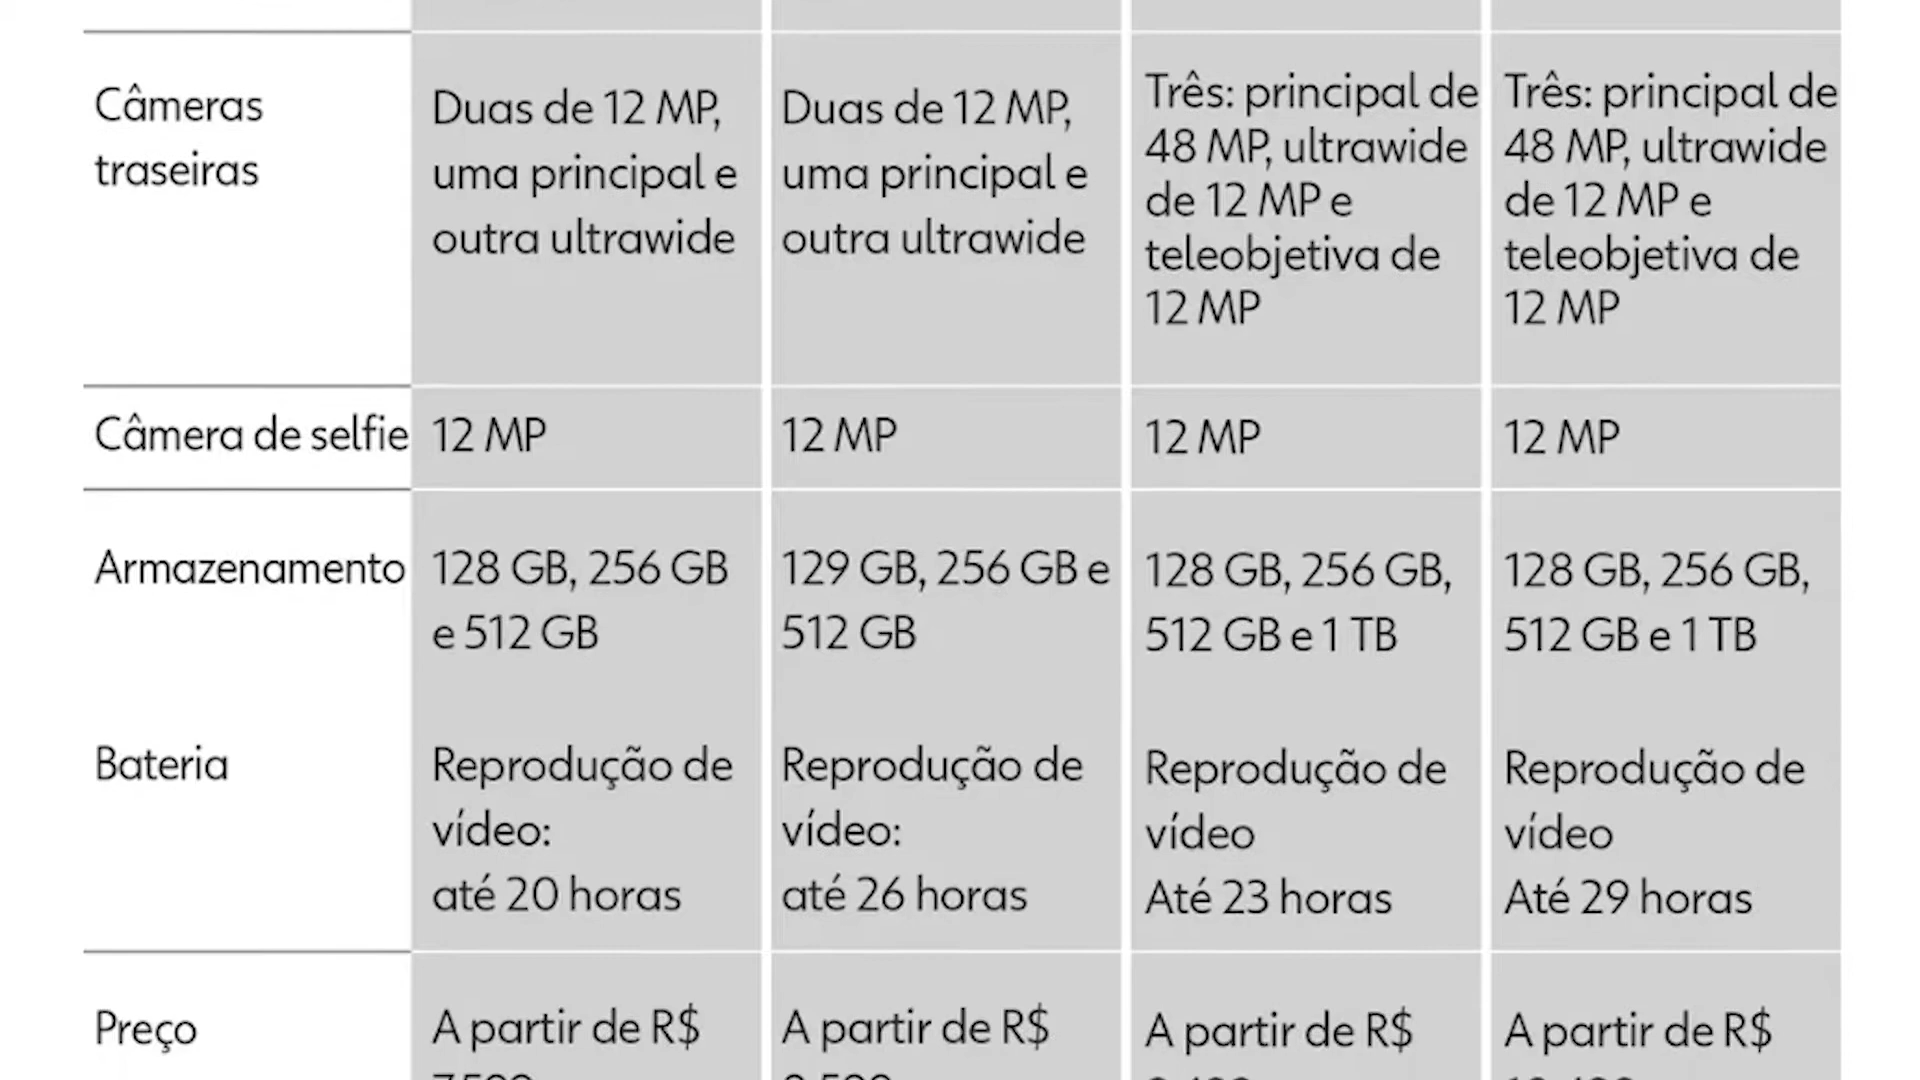 Câmeras
traseiras
Duas de 12 MP,
uma principal e
outra ultrawide
Duas de 12 MP,
uma principal e
outra ultrawide
Três: principal de
48 MP, ultrawide
de 12 MP e
teleobjetiva de
12 MP
Três: principal de
48 MP, ultrawide
de 12 MP e
teleobjetiva de
12 MP
Câmera de selfie
12 MP
12 MP
12 MP
12 MP
Armazenamento
128 GB, 256 GB
e 512 GB
129 GB, 256 GB e
512 GB
128 GB, 256 GB,
512 GB e 1 TB
128 GB, 256 GB,
512 GB e 1 TB
Bateria
Reprodução de
vídeo:
até 20 horas
Reprodução de
vídeo:
até 26 horas
Reprodução de
vídeo
Até 23 horas
Reprodução de
vídeo
Até 29 horas
Preço
A partir de R$
A partir de R$
A partir de R$
A partir de R$